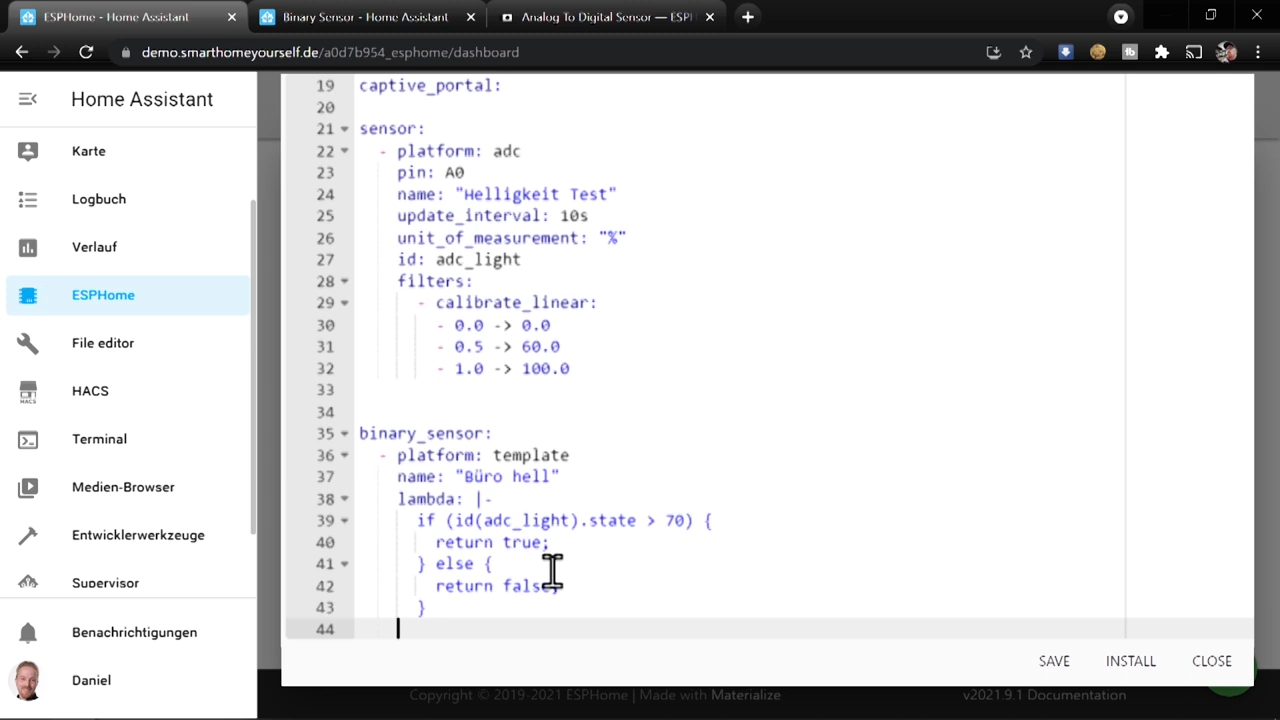 ESPHome - Home Assistant
Binary Sensor - Home Assistant
Analog To Digital Sensor — ESPH
demo.smarthomeyourself.de/a0d7b954_esphome/dashboard
Home Assistant
Karte
Logbuch
Verlauf
ESPHome
File editor
HACS
Terminal
Medien-Browser
Entwicklerwerkzeuge
Supervisor
Benachrichtigungen
Daniel
19 captive_portal:
20
21 sensor:
22   - platform: adc
23     pin: A0
24     name: "Helligkeit Test"
25     update_interval: 10s
26     unit_of_measurement: "%"
27     id: adc_light
28     filters:
29       - calibrate_linear:
30         - 0.0 -> 0.0
31         - 0.5 -> 60.0
32         - 1.0 -> 100.0
33
34
35 binary_sensor:
36   - platform: template
37     name: "Büro hell"
38     lambda: |-
39       if (id(adc_light).state > 70) {
40         return true;
41       } else {
42         return false;
43       }
44
SAVE INSTALL CLOSE
Copyright © 2019-2021 ESPHome | Made with Materialize
v2021.9.1 Documentation